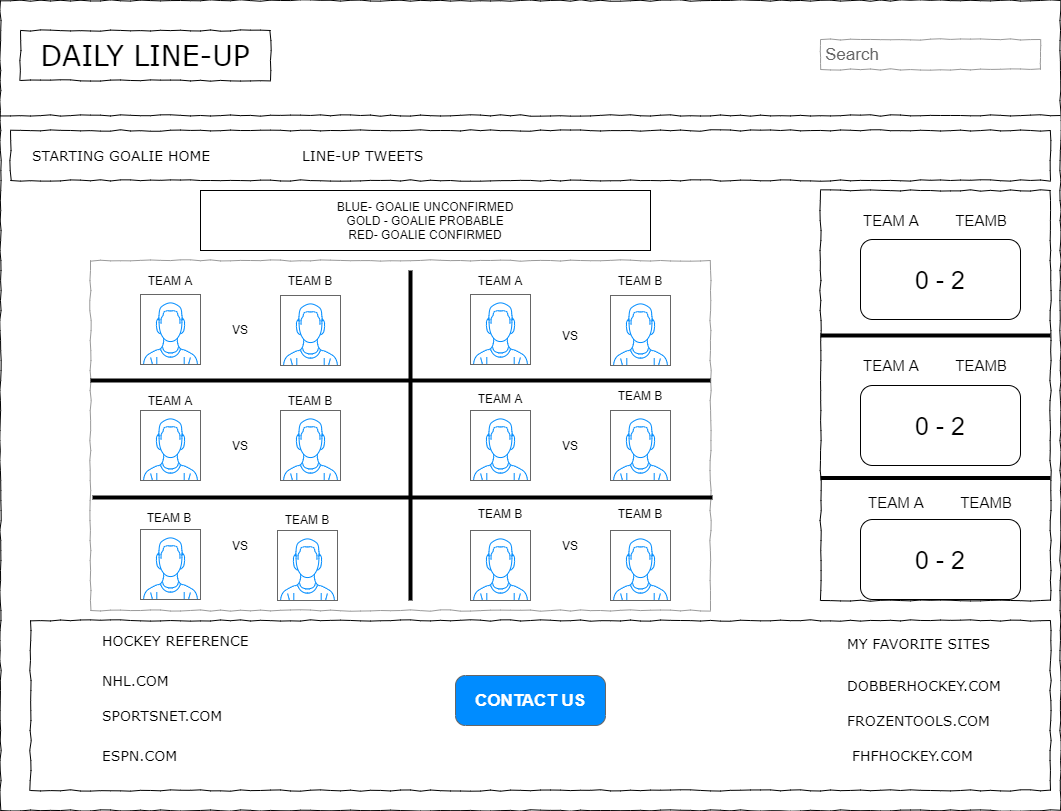 DAILY LINE-UP
Search
STARTING GOALIE HOME
LINE-UP TWEETS
BLUE- GOALIE UNCONFIRMED
GOLD - GOALIE PROBABLE
RED- GOALIE CONFIRMED
TEAM A
VS
TEAM B
TEAM A
VS
TEAM B
TEAM A
VS
TEAM B
TEAM A
VS
TEAM B
TEAM B
VS
TEAM B
TEAM B
VS
TEAM B
TEAM A TEAMB
0 - 2
TEAM A TEAMB
0 - 2
TEAM A TEAMB
0 - 2
HOCKEY REFERENCE
NHL.COM
SPORTSNET.COM
ESPN.COM
CONTACT US
MY FAVORITE SITES
DOBBERHOCKEY.COM
FROZENTOOLS.COM
FHFHOCKEY.COM